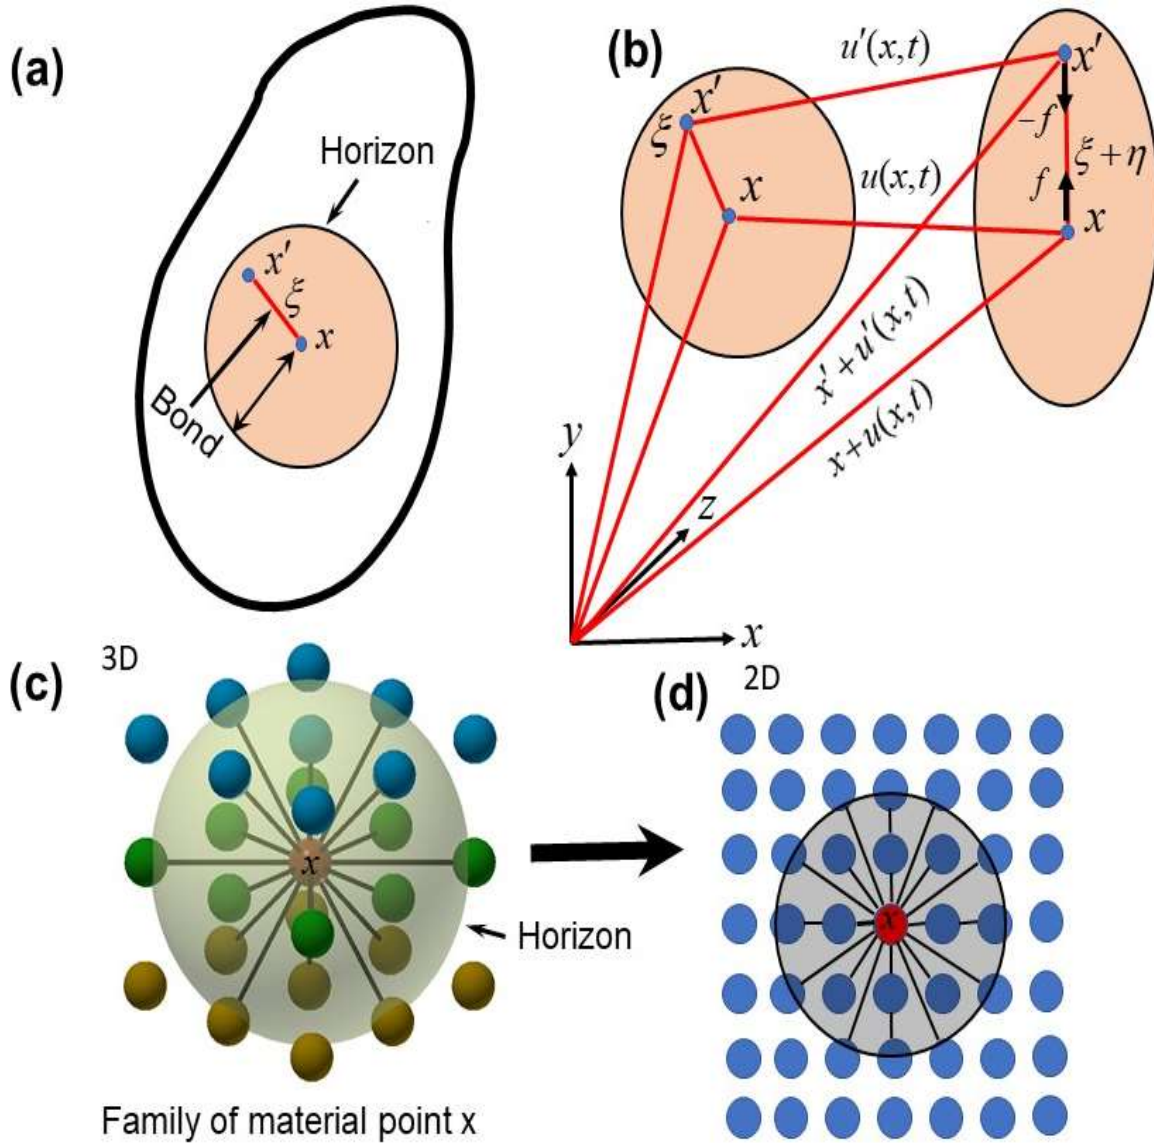 (a)
Horizon
x′
ξ
x
Bond
(b)
u′(x,t)
x′
x′
ξ
−f
ξ + η
x
u(x,t)
f
x
x′+u′(x,t)
x+u(x,t)
y
z
x
3D
(c)
x
Horizon
Family of material point x
2D
(d)
x